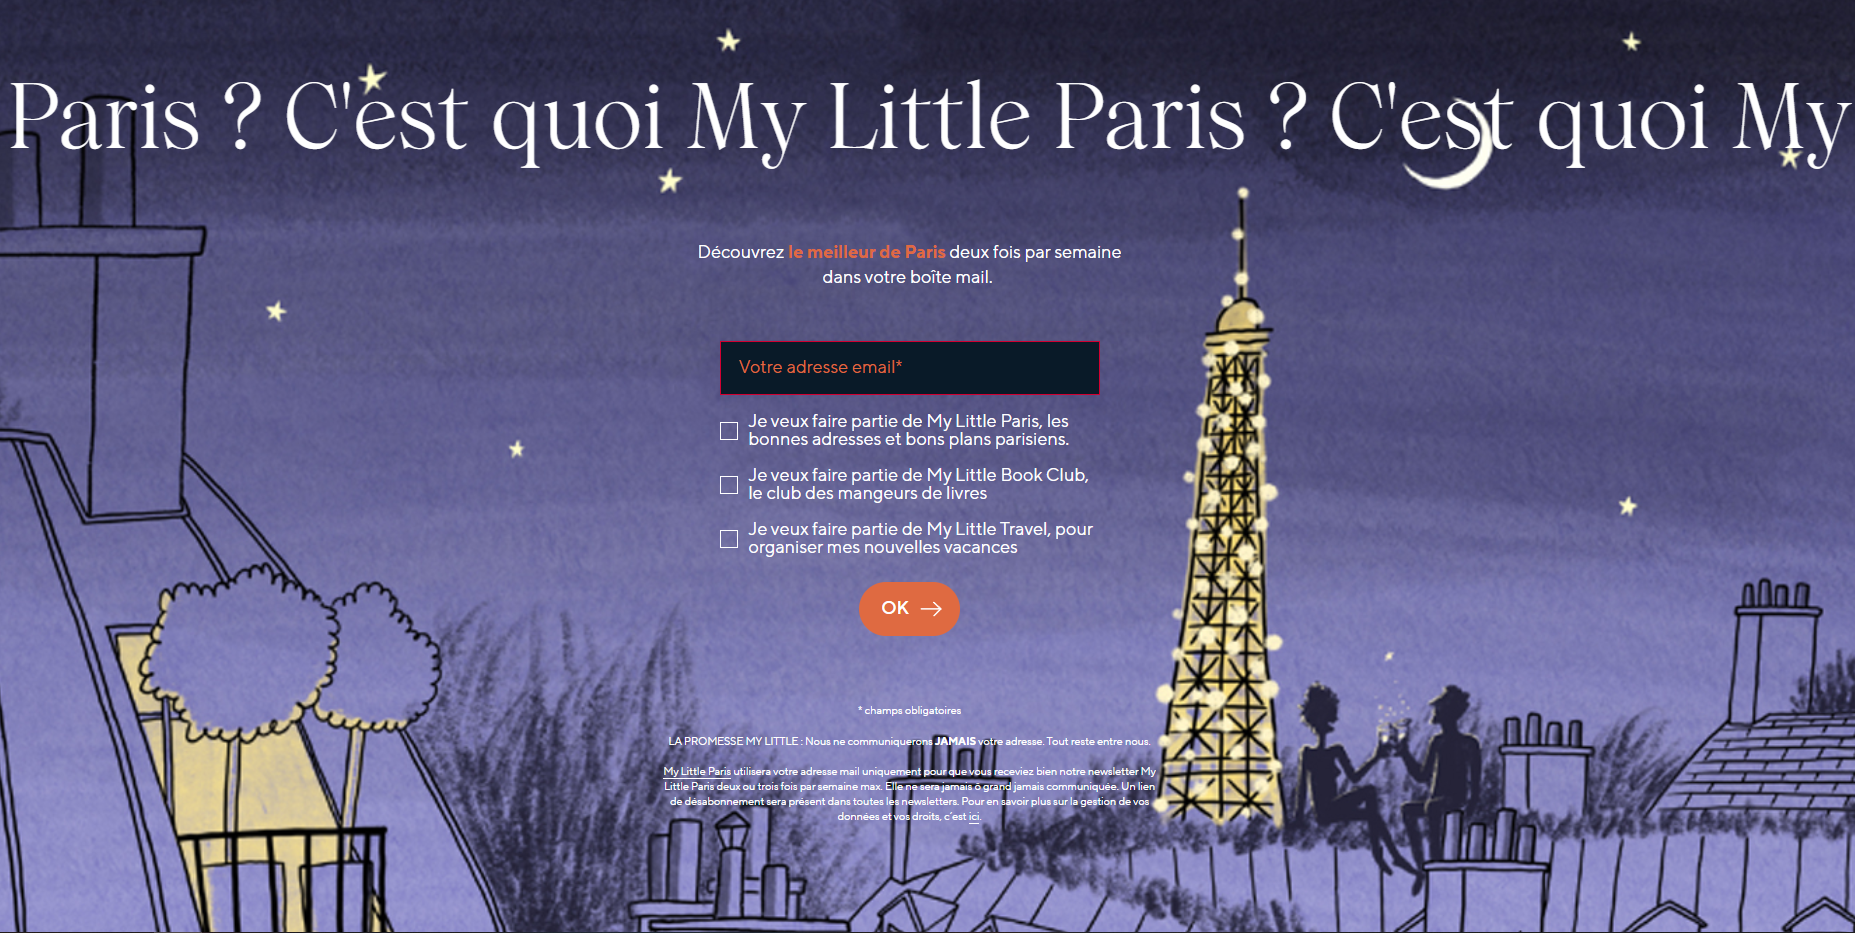 Paris ? C'est quoi My Little Paris ? C'est quoi My
Découvrez le meilleur de Paris deux fois par semaine
dans votre boîte mail.
Votre adresse email*
Je veux faire partie de My Little Paris, les
bonnes adresses et bons plans parisiens.
Je veux faire partie de My Little Book Club,
le club des mangeurs de livres
Je veux faire partie de My Little Travel, pour
organiser mes nouvelles vacances
OK
* champs obligatoires
LA PROMESSE MY LITTLE : Nous ne communiquerons JAMAIS votre adresse. Tout reste entre nous.
My Little Paris utilisera votre adresse mail uniquement pour que vous receviez bien notre newsletter My
Little Paris deux ou trois fois par semaine max. Elle ne sera jamais ô grand jamais communiquée. Un lien
de désabonnement sera présent dans toutes les newsletters. Pour en savoir plus sur la gestion de vos
données et vos droits, c'est ici.